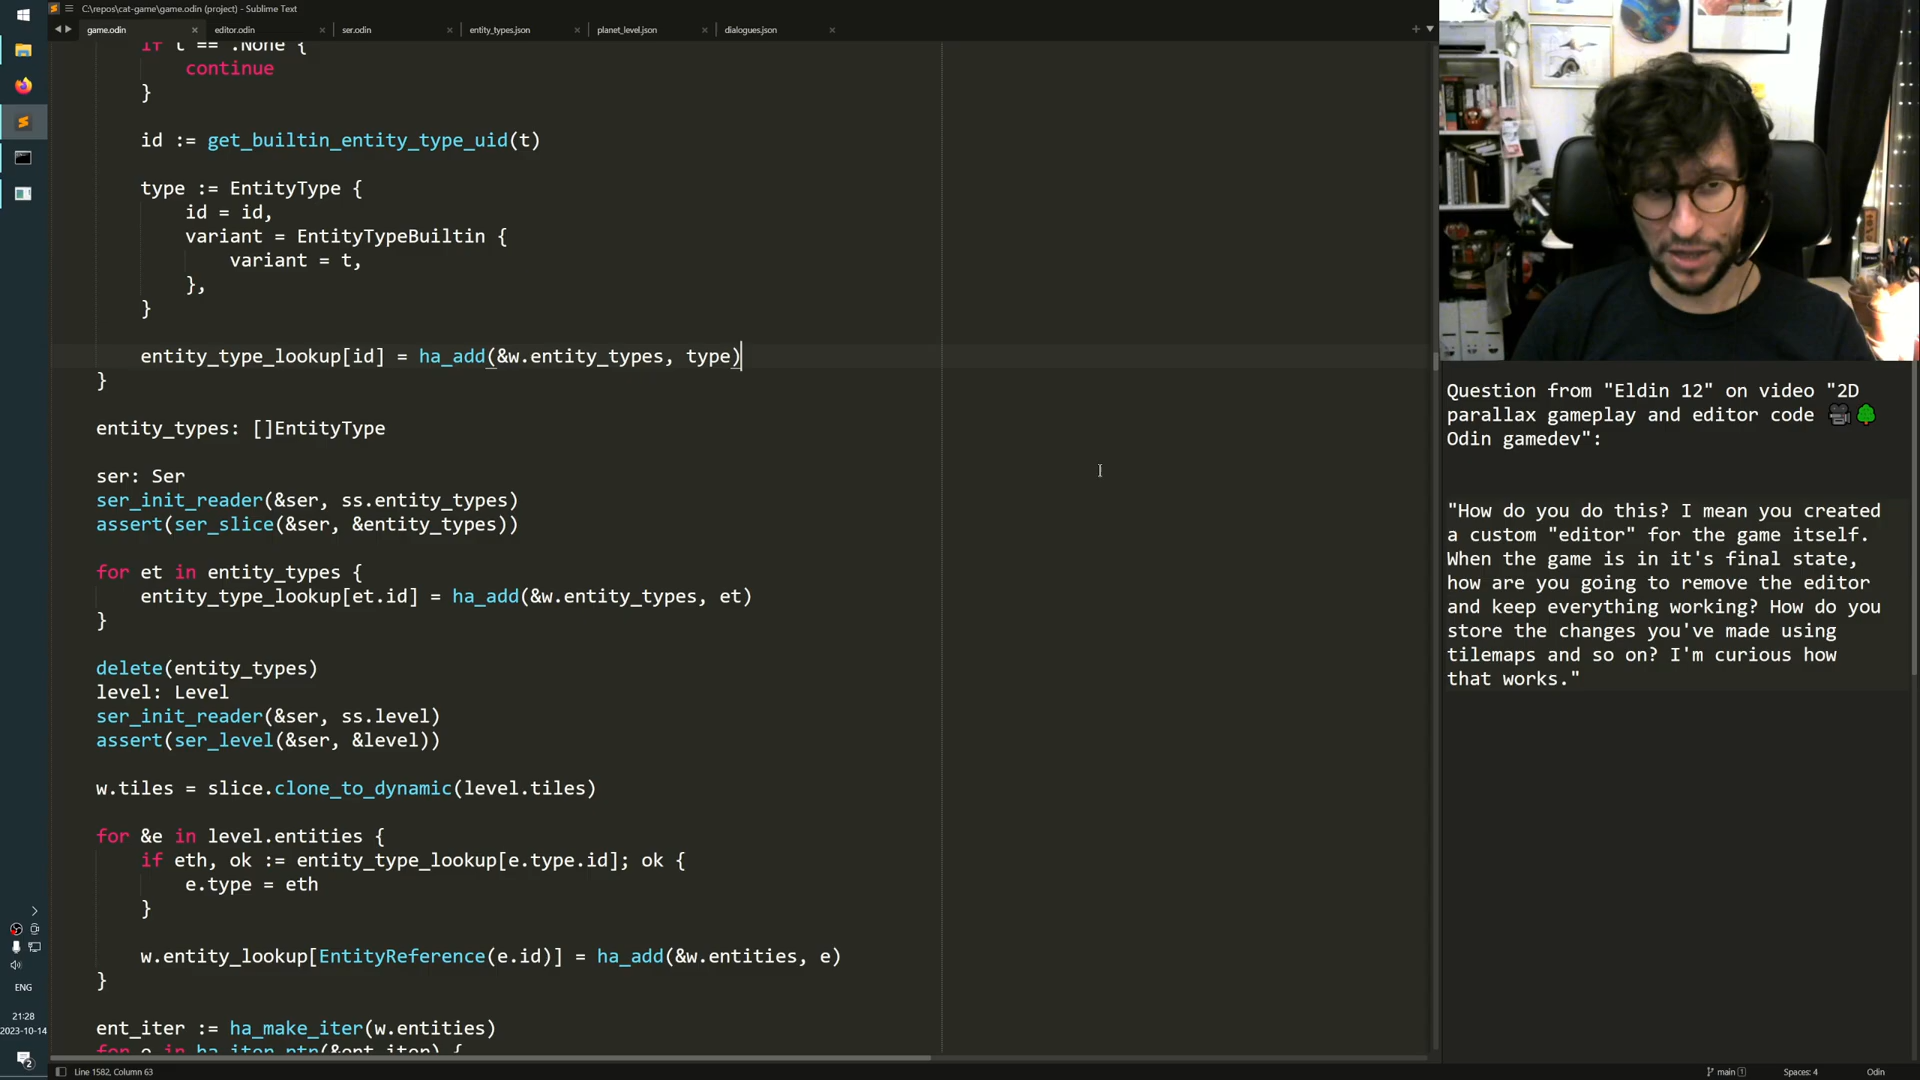 C:\repos\cat-game\game.odin (project) - Sublime Text
game.odin
editor.odin
ser.odin
entity_types.json
planet_level.json
dialogues.json
if t == .None {
continue
}
id := get_builtin_entity_type_uid(t)
type := EntityType {
id = id,
variant = EntityTypeBuiltin {
variant = t,
},
}
entity_type_lookup[id] = ha_add(&w.entity_types, type)
}
entity_types: []EntityType
ser: Ser
ser_init_reader(&ser, ss.entity_types)
assert(ser_slice(&ser, &entity_types))
for et in entity_types {
entity_type_lookup[et.id] = ha_add(&w.entity_types, et)
}
delete(entity_types)
level: Level
ser_init_reader(&ser, ss.level)
assert(ser_level(&ser, &level))
w.tiles = slice.clone_to_dynamic(level.tiles)
for &e in level.entities {
if eth, ok := entity_type_lookup[e.type.id]; ok {
e.type = eth
}
w.entity_lookup[EntityReference(e.id)] = ha_add(&w.entities, e)
}
ent_iter := ha_make_iter(w.entities)
for e in ha_iter_ptr(&ent_iter) {
Question from "Eldin 12" on video "2D
parallax gameplay and editor code 🎥🌳
Odin gamedev":
"How do you do this? I mean you created
a custom "editor" for the game itself.
When the game is in it's final state,
how are you going to remove the editor
and keep everything working? How do you
store the changes you've made using
tilemaps and so on? I'm curious how
that works."
ENG
21:28
2023-10-14
2
Line 1582, Column 63
main 1
Spaces: 4
Odin